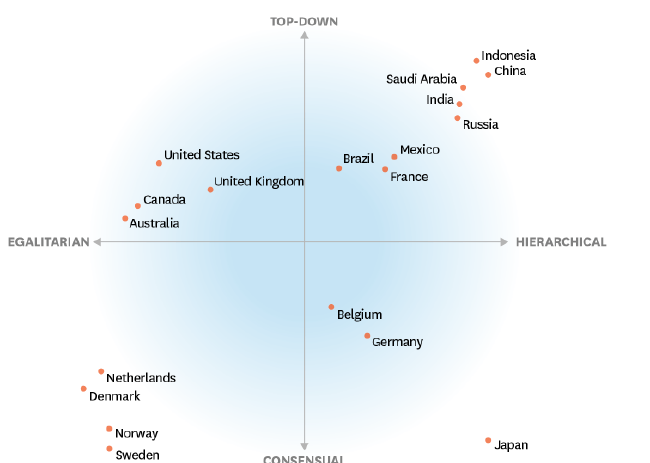 TOP-DOWN
Indonesia
China
Saudi Arabia
India
Russia
United States
Brazil
Mexico
United Kingdom
France
Canada
Australia
EGALITARIAN
HIERARCHICAL
Belgium
Germany
Netherlands
Denmark
Norway
Sweden
Japan
CONSENSUAL